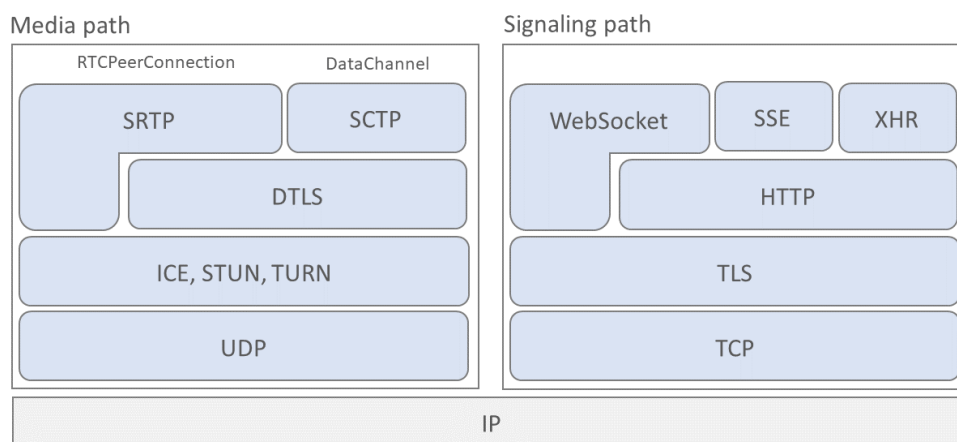 Media path
RTCPeerConnection
DataChannel
SRTP
SCTP
DTLS
ICE, STUN, TURN
UDP
Signaling path
WebSocket
SSE
XHR
HTTP
TLS
TCP
IP